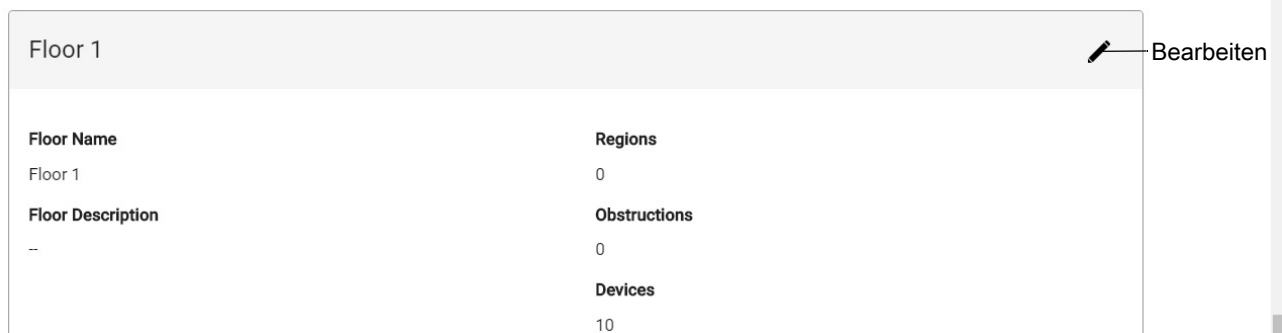 Floor 1
Bearbeiten
Floor Name
Floor 1
Floor Description
--
Regions
0
Obstructions
0
Devices
10